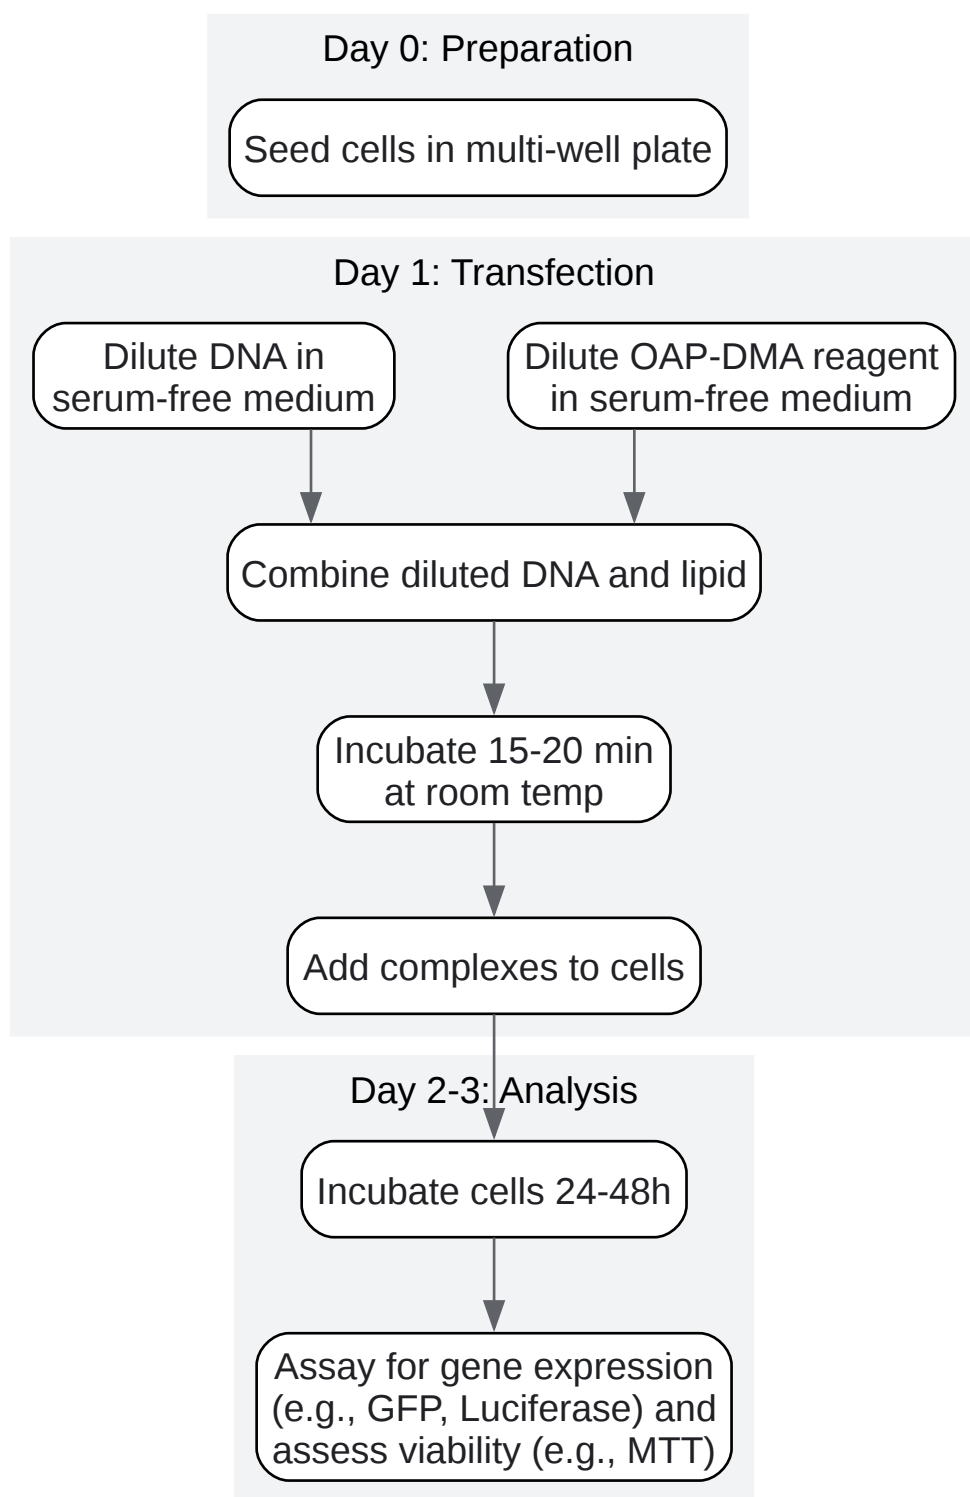 Day 0: Preparation
Seed cells in multi-well plate
Day 1: Transfection
Dilute DNA in
serum-free medium
Dilute OAP-DMA reagent
in serum-free medium
Combine diluted DNA and lipid
Incubate 15-20 min
at room temp
Add complexes to cells
Day 2-3: Analysis
Incubate cells 24-48h
Assay for gene expression
(e.g., GFP, Luciferase) and
assess viability (e.g., MTT)